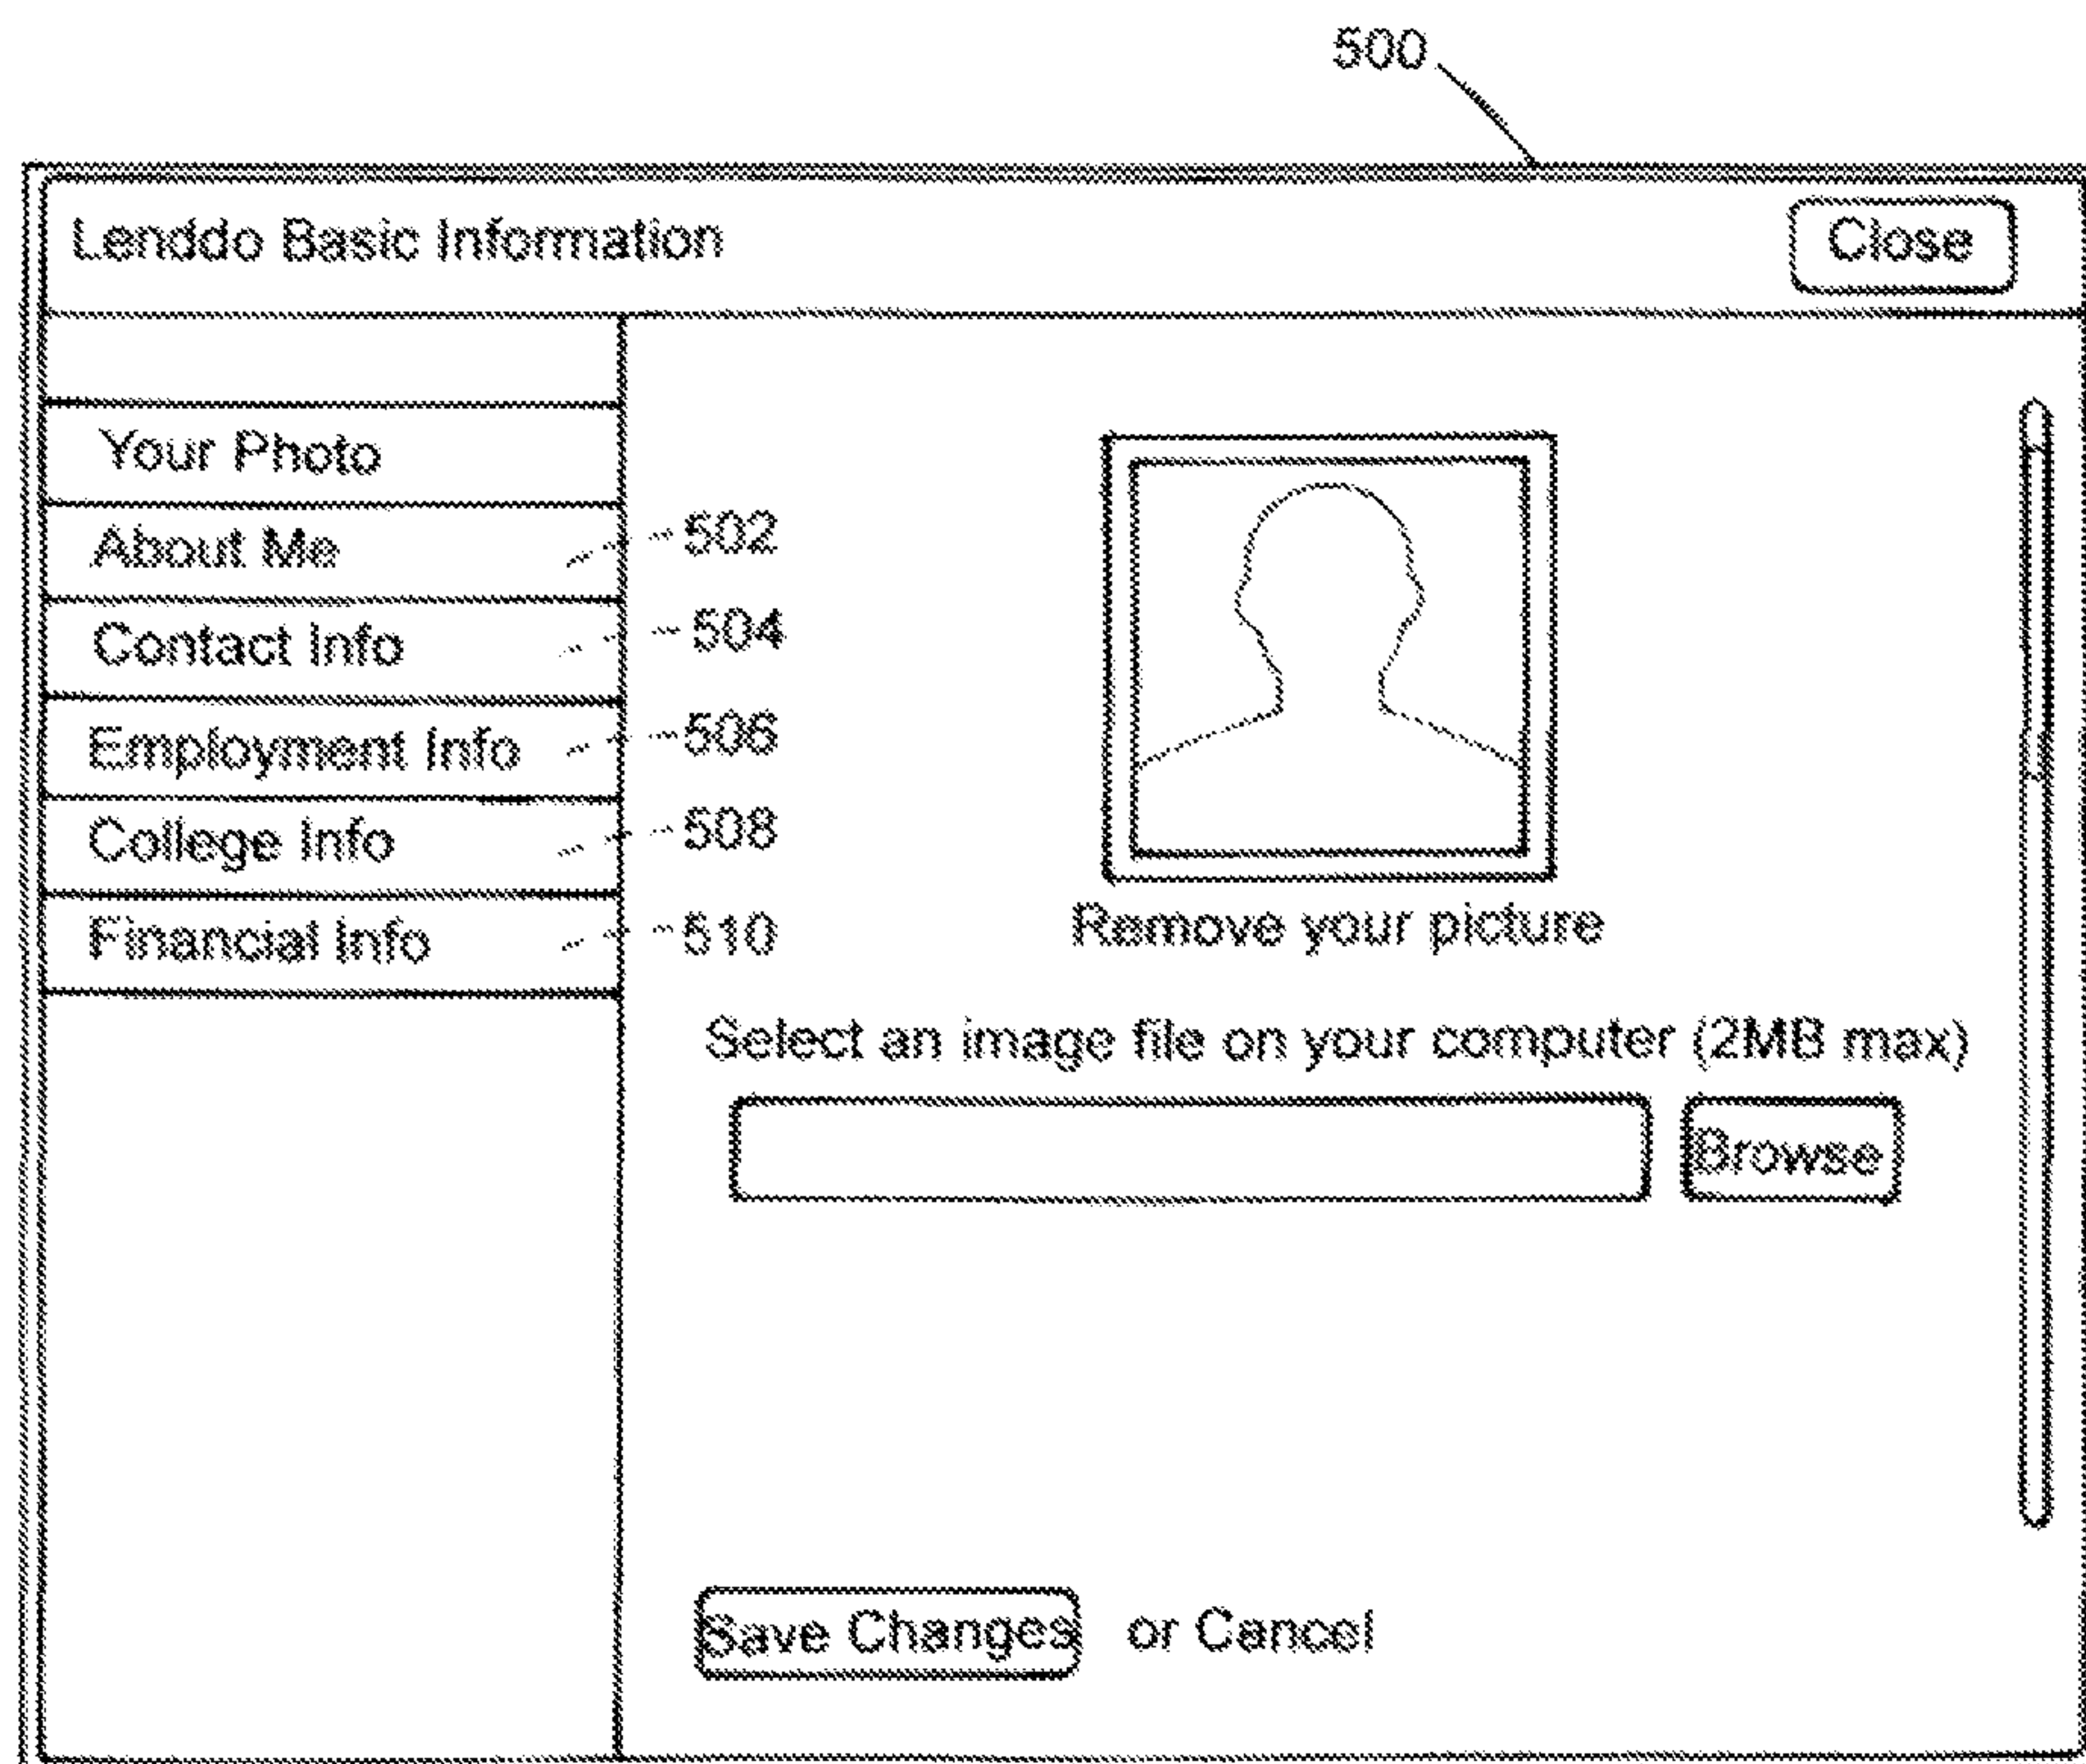 500
Lenddo Basic Information
Close
Your Photo
About Me
502
Contact Info
504
Employment Info
506
College Info
508
Financial Info
510
Remove your picture
Select an image file on your computer (2MB max)
Browse
Save Changes or Cancel